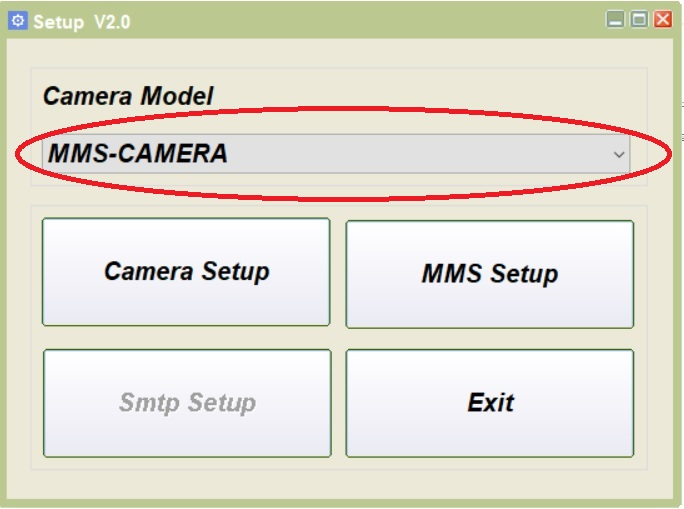 Setup V2.0
Camera Model
MMS-CAMERA
Camera Setup
MMS Setup
Smtp Setup
Exit